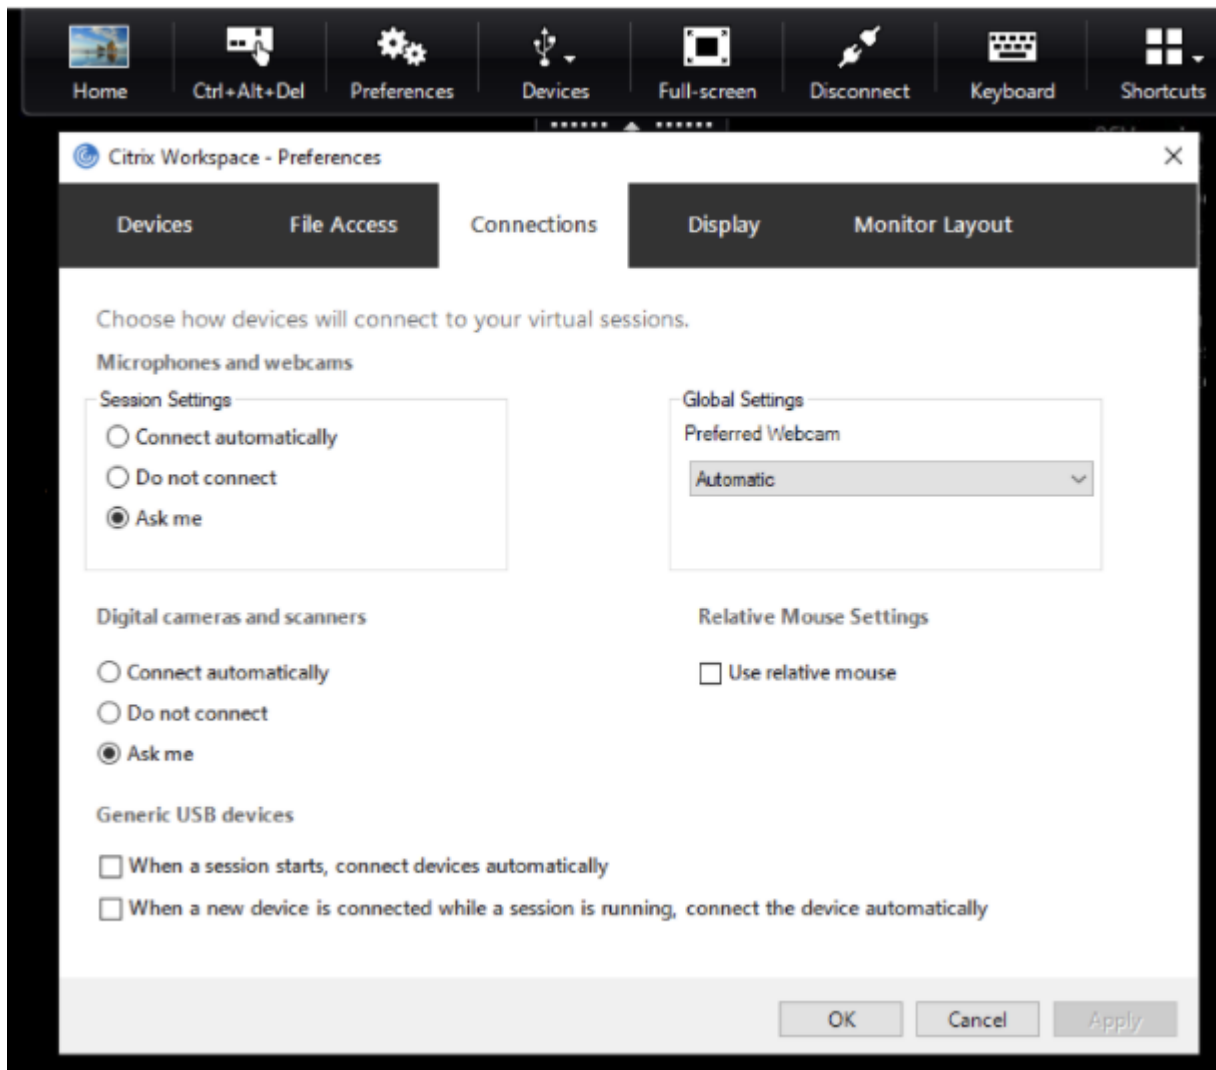 Home Ctrl+Alt+Del Preferences Devices Full-screen Disconnect Keyboard Shortcuts
Citrix Workspace - Preferences
Devices File Access Connections Display Monitor Layout
Choose how devices will connect to your virtual sessions.
Microphones and webcams
Session Settings
Connect automatically
Do not connect
Ask me
Global Settings
Preferred Webcam
Automatic
Digital cameras and scanners
Connect automatically
Do not connect
Ask me
Relative Mouse Settings
Use relative mouse
Generic USB devices
When a session starts, connect devices automatically
When a new device is connected while a session is running, connect the device automatically
OK Cancel Apply